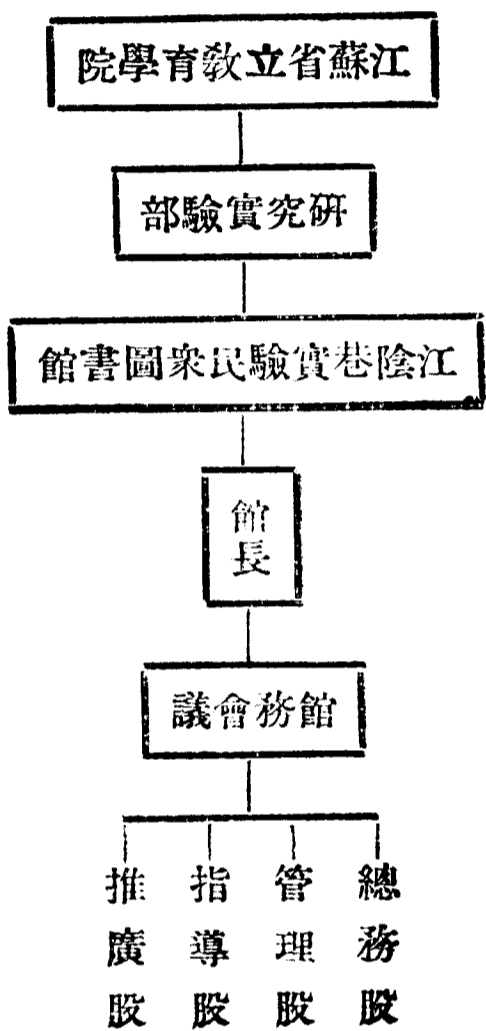 江蘇省立敎育學院
硏究實驗部
江陰巷實驗民衆圖書館
館長
館務會議
總務股
管理股
指導股
推廣股